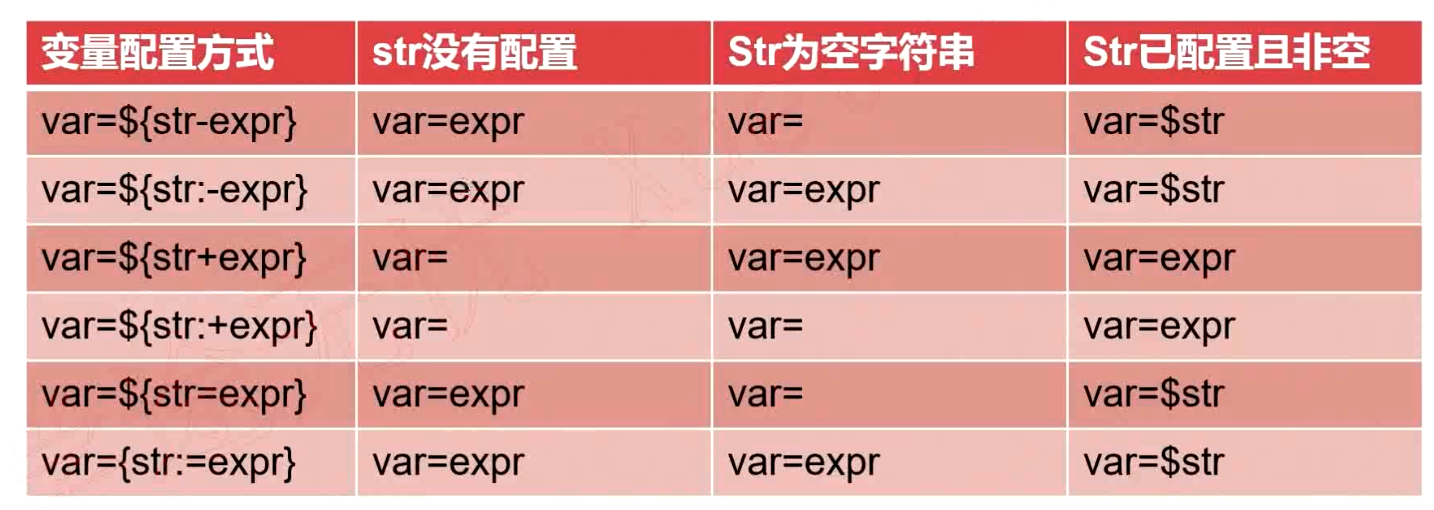 变量配置方式 str没有配置 Str为空字符串 Str已配置且非空
var=${str-expr} var=expr var= var=$str
var=${str:-expr} var=expr var=expr var=$str
var=${str+expr} var= var=expr var=expr
var=${str:+expr} var= var= var=expr
var=${str=expr} var=expr var= var=$str
var={str:=expr} var=expr var=expr var=$str